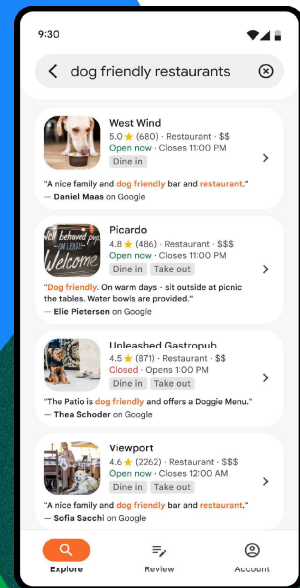 9:30
dog friendly restaurants
West Wind
5.0 ★ (680) · Restaurant · $$
Open now · Closes 11:00 PM
Dine in
"A nice family and dog friendly bar and restaurant."
— Daniel Maas on Google
Well behaved pups
ON LEASH
Welcome
Picardo
4.8 ★ (486) · Restaurant · $$$
Open now · Closes 11:00 PM
Dine in Take out
"Dog friendly. On warm days - sit outside at picnic
the tables. Water bowls are provided."
— Elie Pietersen on Google
Unleashed Gastropub
4.5 ★ (871) · Restaurant · $$
Closed · Opens 1:00 PM
Dine in Take out
"The Patio is dog friendly and offers a Doggie Menu."
— Thea Schoder on Google
Viewport
4.6 ★ (2262) · Restaurant · $$$
Open now · Closes 12:00 AM
Dine in Take out
"A nice family and dog friendly bar and restaurant."
— Sofia Sacchi on Google
Explore
Review
Account